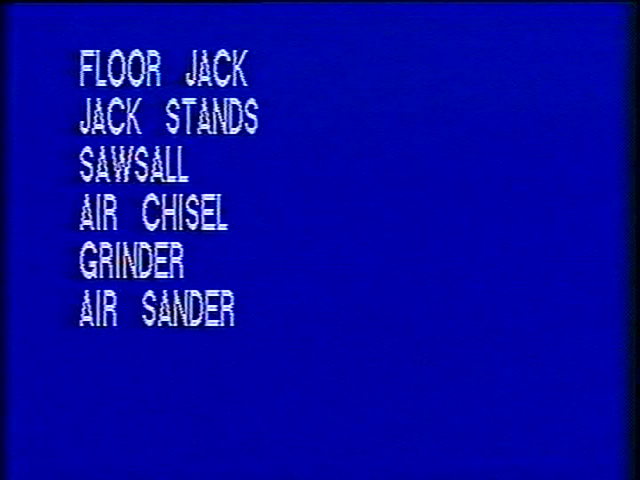 FLOOR JACK
JACK STANDS
SAWSALL
AIR CHISEL
GRINDER
AIR SANDER